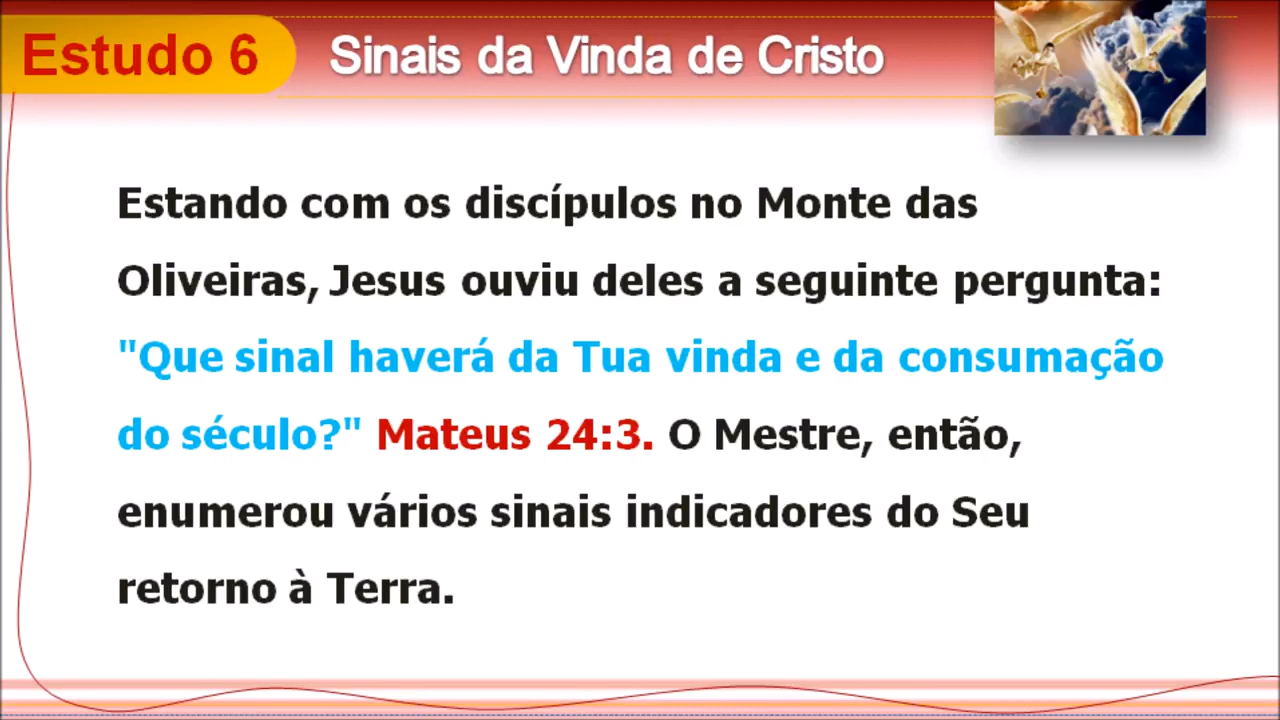 Estudo 6
Sinais da Vinda de Cristo
Estando com os discípulos no Monte das
Oliveiras, Jesus ouviu deles a seguinte pergunta:
"Que sinal haverá da Tua vinda e da consumação
do século?" Mateus 24:3. O Mestre, então,
enumerou vários sinais indicadores do Seu
retorno à Terra.